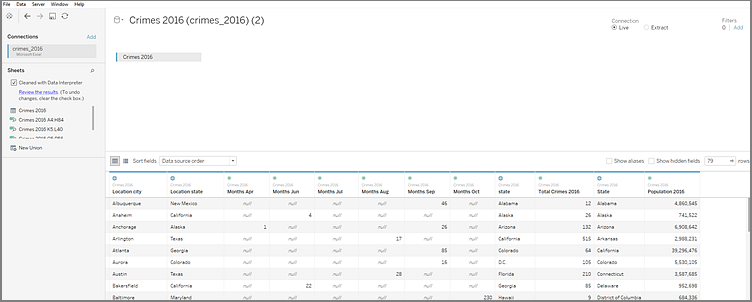 File Data Server Window Help
Connections Add
crimes_2016
Microsoft Excel
Sheets
Cleaned with Data Interpreter
Review the results. (To undo
changes, clear the check box.)
Crimes 2016
Crimes 2016 A4:H84
Crimes 2016 K5:L40
New Union
Crimes 2016 (crimes_2016) (2)
Connection
Live Extract
Filters
0 Add
Crimes 2016
Sort fields Data source order
Show aliases Show hidden fields 79 rows
Crimes 2016 Crimes 2016 Crimes 2016 Crimes 2016 Crimes 2016 Crimes 2016 Crimes 2016 Crimes 2016 Crimes 2016 Crimes 2016 Crimes 2016 Crimes 2016
Location city Location state Months Apr Months Jun Months Jul Months Aug Months Sep Months Oct state Total Crimes 2016 State Population 2016
Albuquerque New Mexico null null null null 46 null Alabama 12 Alabama 4,860,545
Anaheim California null 4 null null null null Alaska 26 Alaska 741,522
Anchorage Alaska 1 null null null 26 null Arizona 132 Arizona 6,908,642
Arlington Texas null null null 17 null null California 515 Arkansas 2,988,231
Atlanta Georgia null null null null 85 null Colorado 64 California 39,296,476
Aurora Colorado null null null null 16 null D.C. 105 Colorado 5,530,105
Austin Texas null null null 28 null null Florida 210 Connecticut 3,587,685
Bakersfield California null 22 null null null null Georgia 85 Delaware 952,698
Baltimore Maryland null null null null null 230 Hawaii 9 District of Columbia 684,336